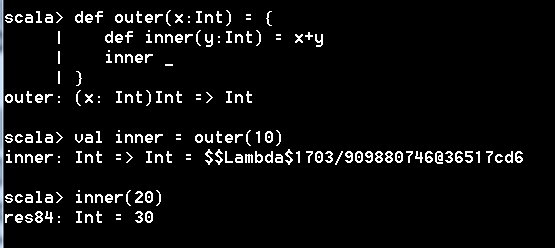 scala> def outer(x:Int) = {
     |    def inner(y:Int) = x+y
     |    inner _
     | }
outer: (x: Int)Int => Int
scala> val inner = outer(10)
inner: Int => Int = $$Lambda$1703/909880746@36517cd6
scala> inner(20)
res84: Int = 30